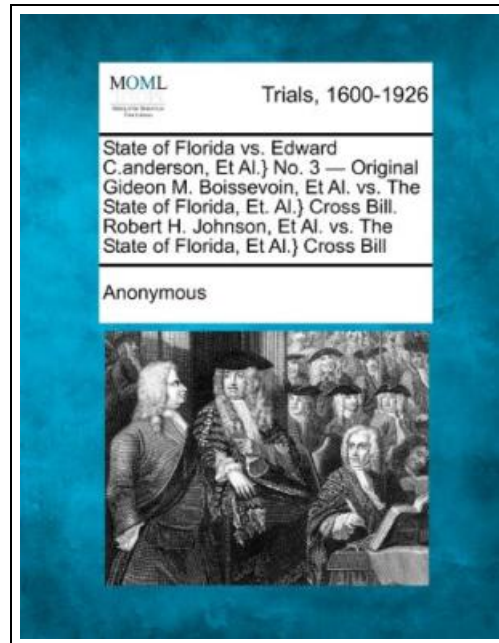 MOML
Trials, 1600-1926
State of Florida vs. Edward
C.anderson, Et Al.} No. 3 — Original
Gideon M. Boissevoin, Et Al. vs. The
State of Florida, Et. Al.} Cross Bill.
Robert H. Johnson, Et Al. vs. The
State of Florida, Et Al.} Cross Bill
Anonymous